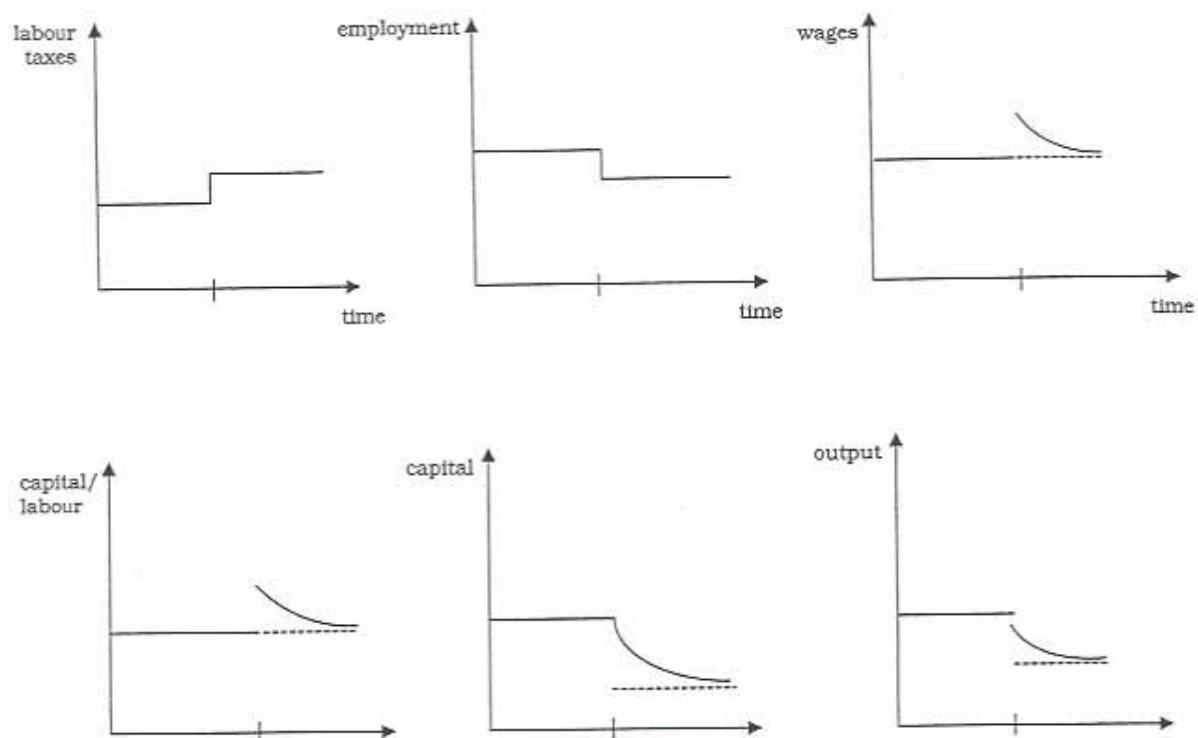 labour
taxes
employment
wages
time
time
time
capital/
labour
capital
output